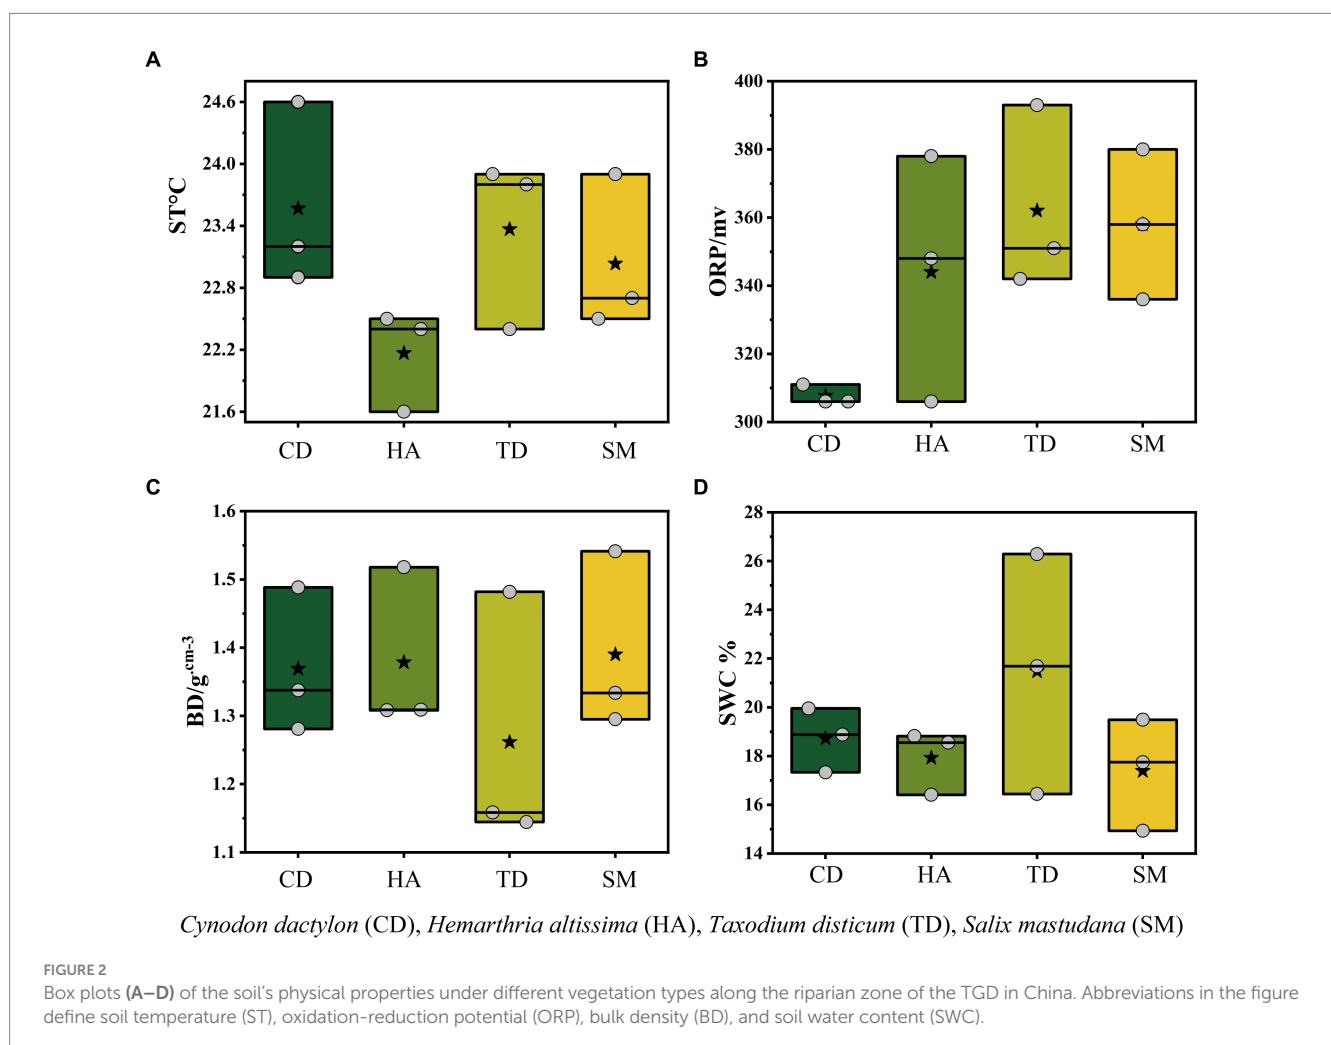 A
ST°C
24.6
24.0
23.4
22.8
22.2
21.6
CD HA TD SM
B
ORP/mv
400
380
360
340
320
300
CD HA TD SM
C
BD/g.cm-3
1.6
1.5
1.4
1.3
1.2
1.1
CD HA TD SM
D
SWC %
28
26
24
22
20
18
16
14
CD HA TD SM
Cynodon dactylon (CD), Hemarthria altissima (HA), Taxodium disticum (TD), Salix mastudana (SM)
FIGURE 2
Box plots (A–D) of the soil's physical properties under different vegetation types along the riparian zone of the TGD in China. Abbreviations in the figure
define soil temperature (ST), oxidation-reduction potential (ORP), bulk density (BD), and soil water content (SWC).